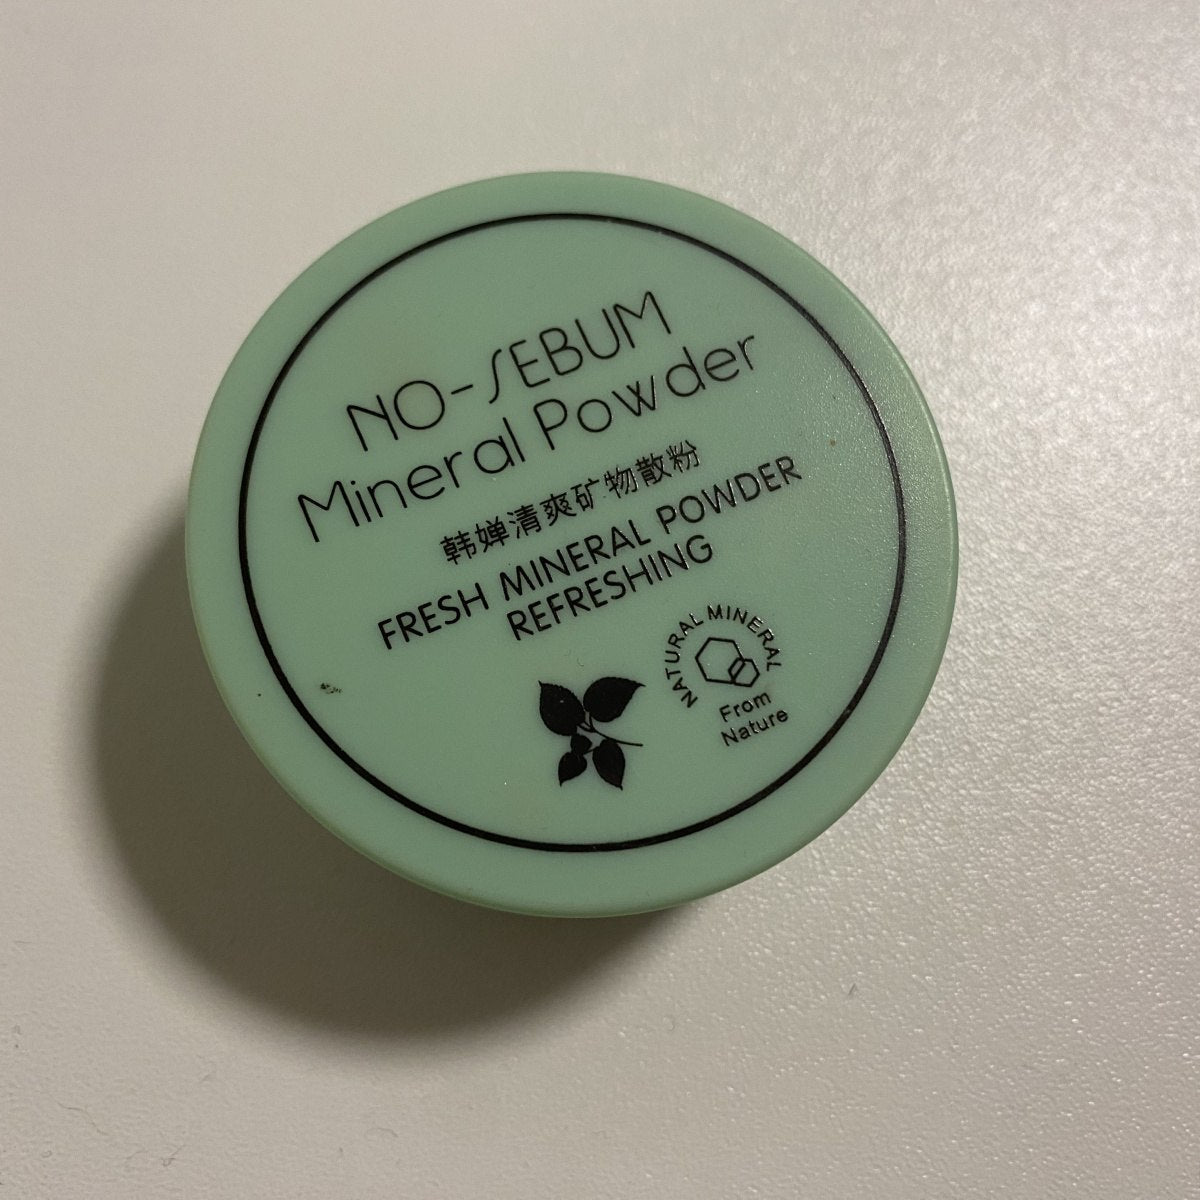 NO-SEBUM
Mineral Powder
韩婵清爽矿物散粉
FRESH MINERAL POWDER
REFRESHING
NATURAL MINERAL
From
Nature